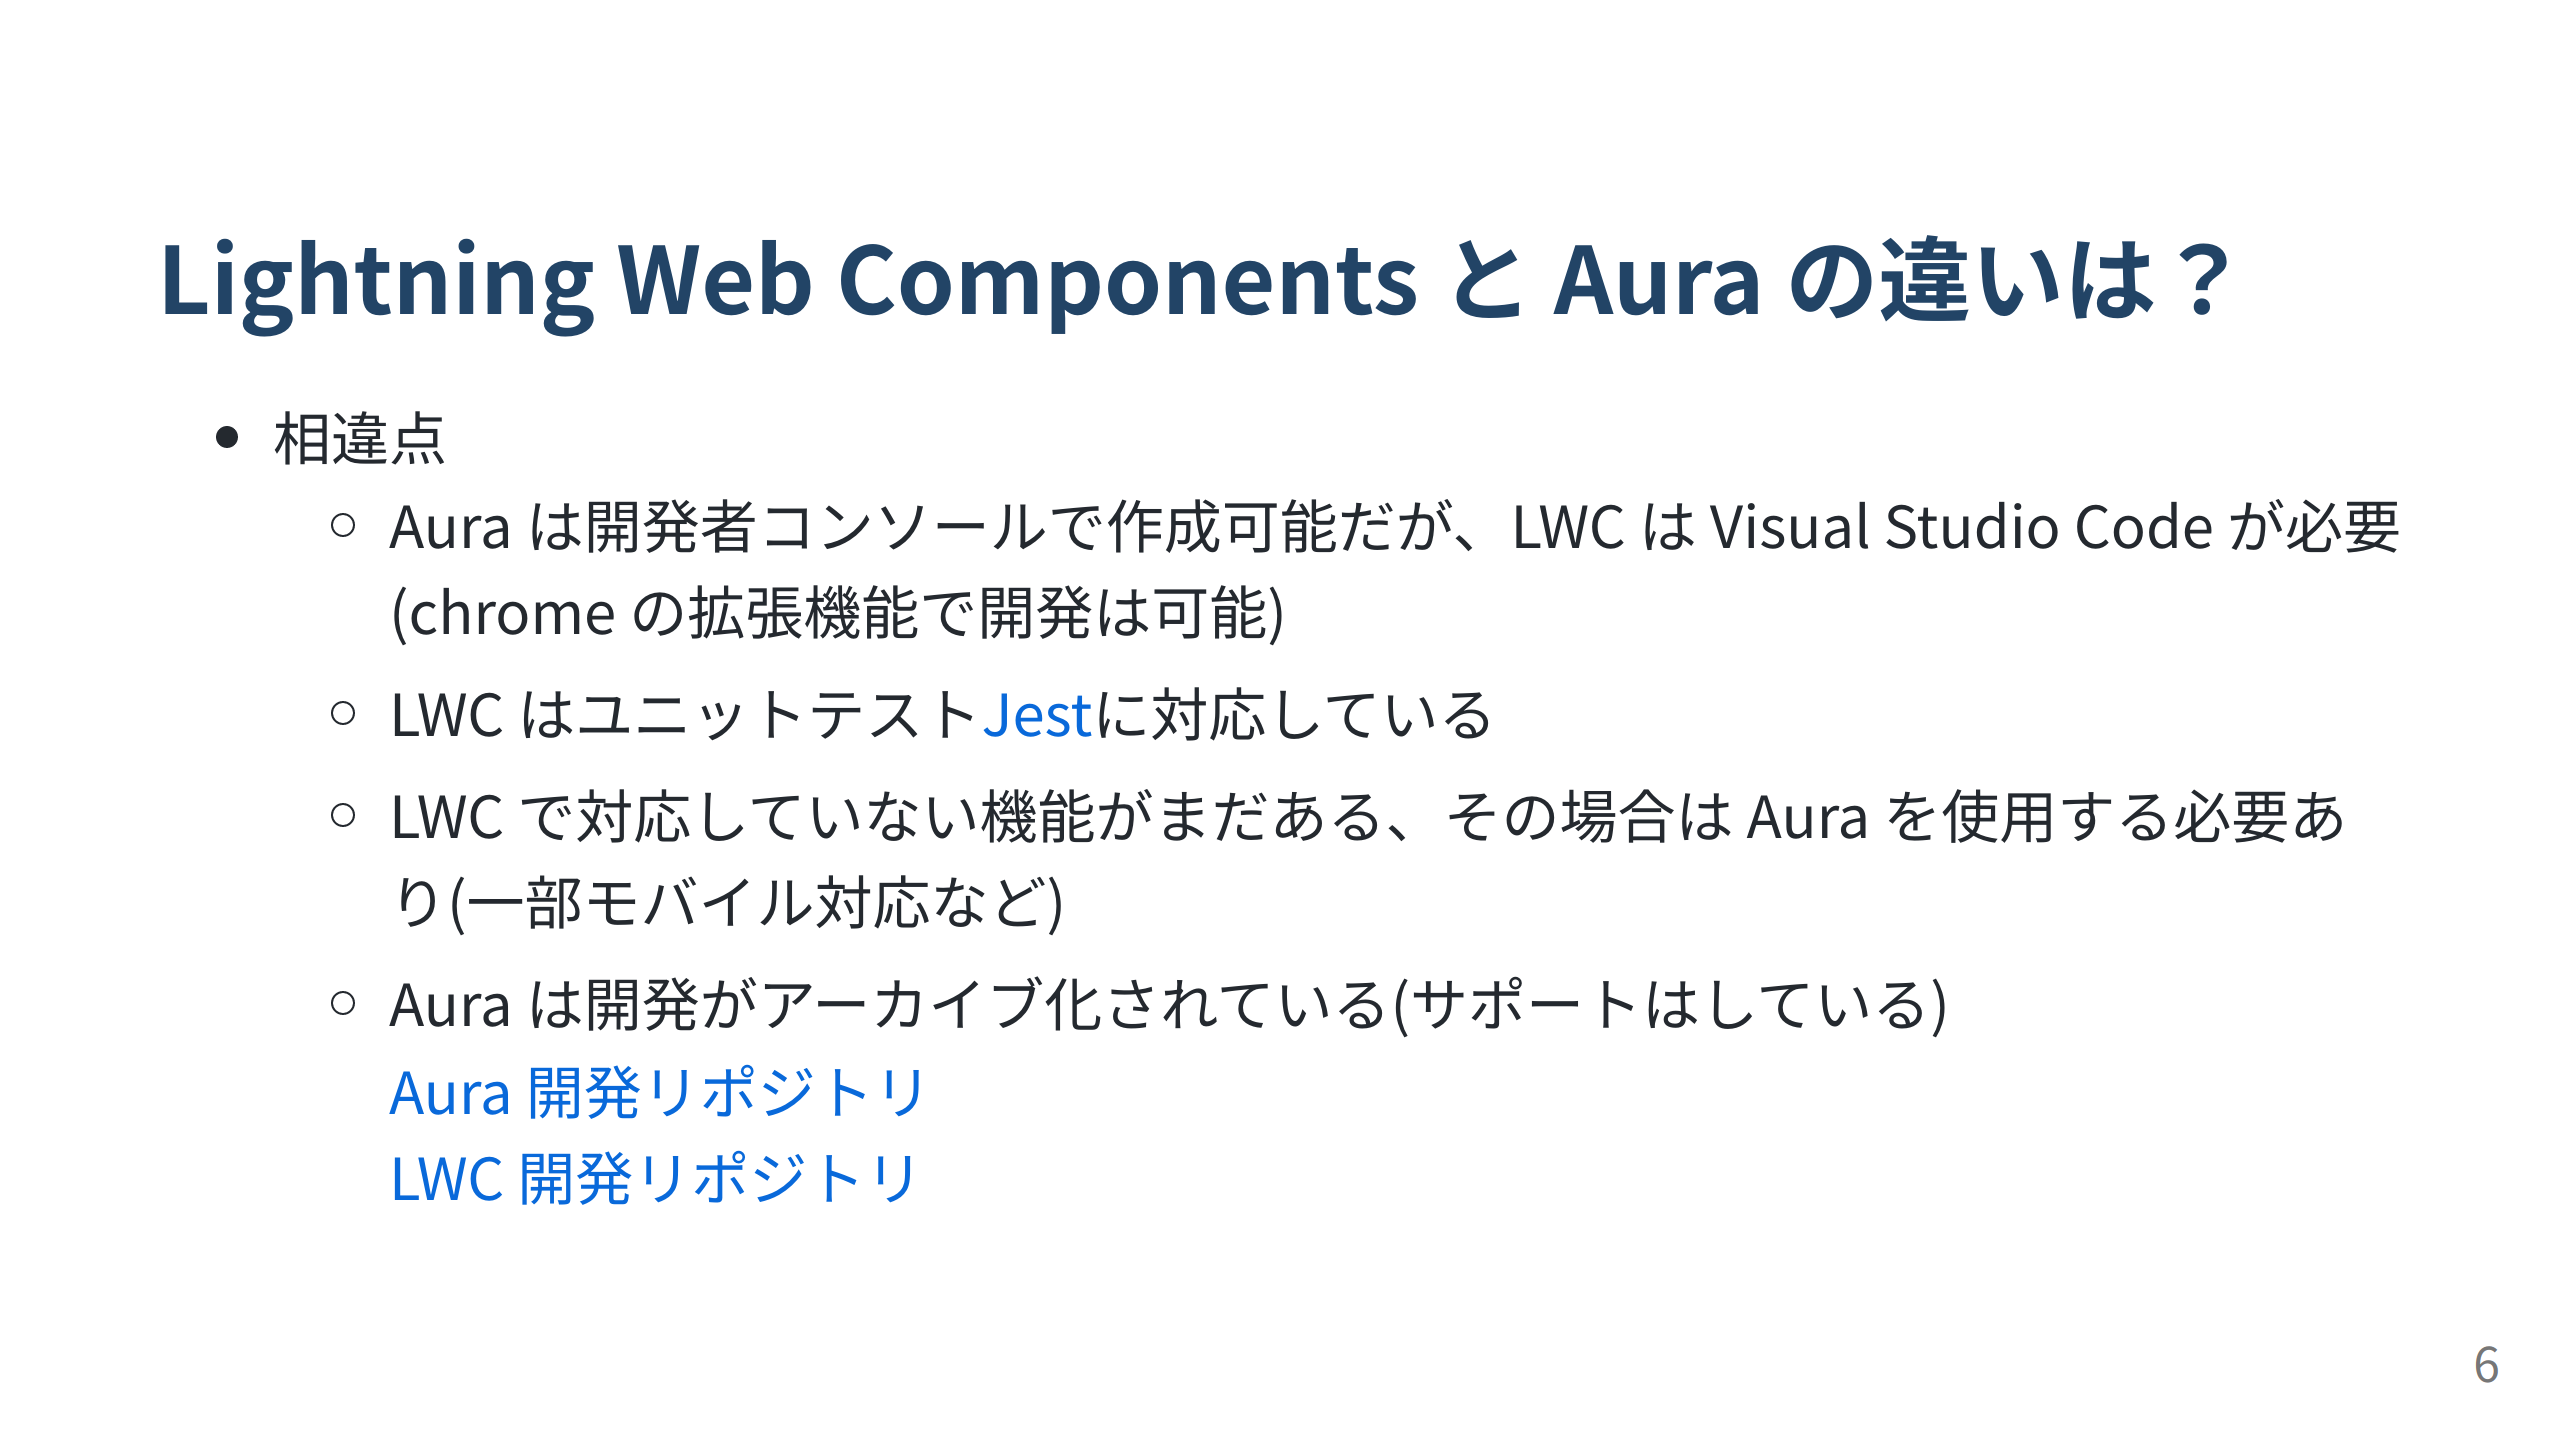 Lightning Web Components と Aura の違いは？
相違点
Aura は開発者コンソールで作成可能だが、LWC は Visual Studio Code が必要
(chrome の拡張機能で開発は可能)
LWC はユニットテストJestに対応している
LWC で対応していない機能がまだある、その場合は Aura を使用する必要あ
り(一部モバイル対応など)
Aura は開発がアーカイブ化されている(サポートはしている)
Aura 開発リポジトリ
LWC 開発リポジトリ
6